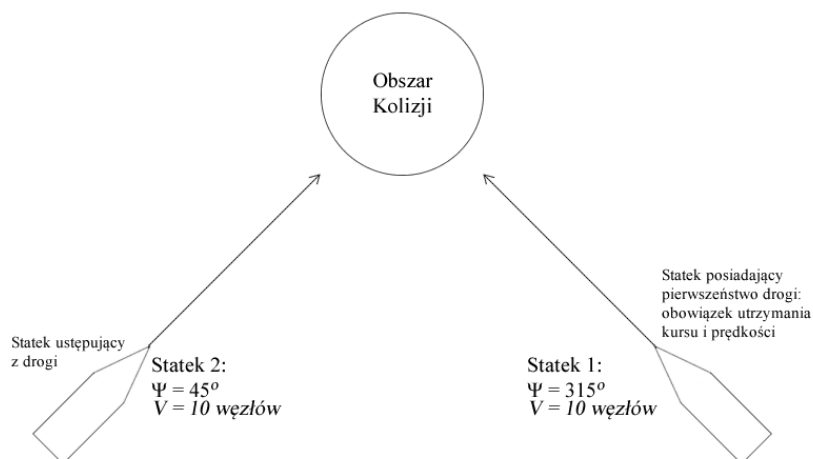 Obszar
Kolizji
Statek ustępujący
z drogi
Statek 2:
Ψ = 45º
V = 10 węzłów
Statek 1:
Ψ = 315º
V = 10 węzłów
Statek posiadający
pierwszeństwo drogi:
obowiązek utrzymania
kursu i prędkości